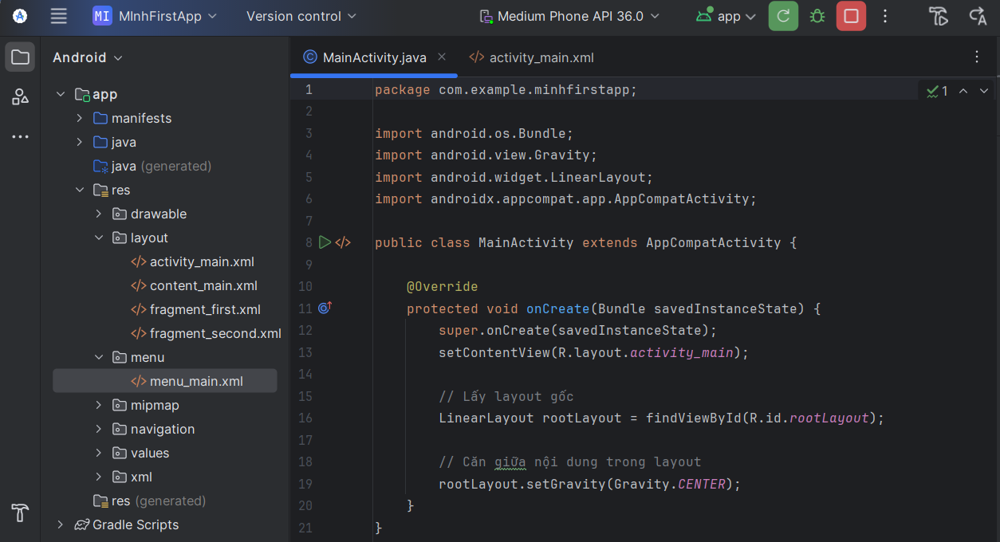 MI MInhFirstApp Version control Medium Phone API 36.0 app
Android
app
manifests
java
java (generated)
res
drawable
layout
activity_main.xml
content_main.xml
fragment_first.xml
fragment_second.xml
menu
menu_main.xml
mipmap
navigation
values
xml
res (generated)
Gradle Scripts
MainActivity.java activity_main.xml
1 package com.example.minhfirstapp; 1
2
3 import android.os.Bundle;
4 import android.view.Gravity;
5 import android.widget.LinearLayout;
6 import androidx.appcompat.app.AppCompatActivity;
7
8 public class MainActivity extends AppCompatActivity {
9
10 @Override
11 protected void onCreate(Bundle savedInstanceState) {
12 super.onCreate(savedInstanceState);
13 setContentView(R.layout.activity_main);
14
15 // Lấy layout gốc
16 LinearLayout rootLayout = findViewById(R.id.rootLayout);
17
18 // Căn giữa nội dung trong layout
19 rootLayout.setGravity(Gravity.CENTER);
20 }
21 }